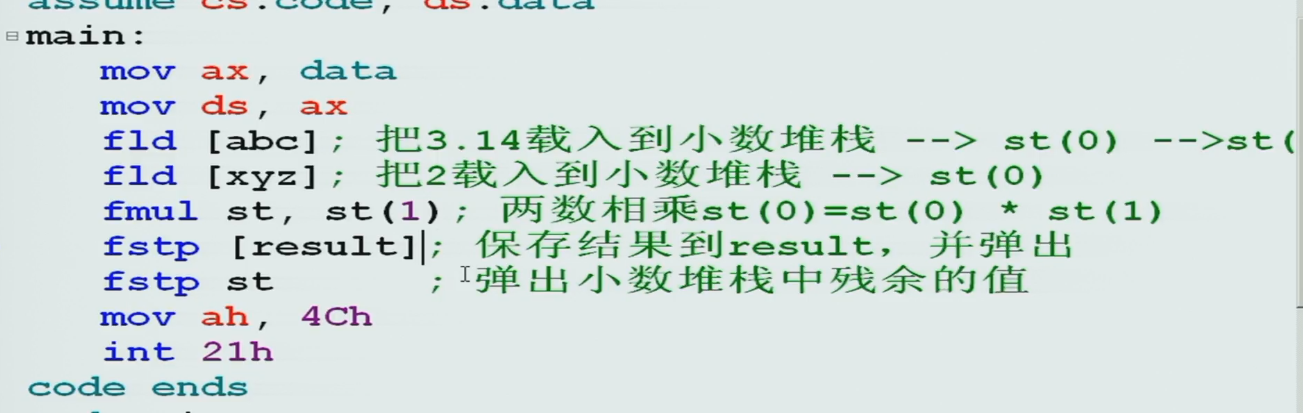 assume cs:code, ds:data
main:
mov ax, data
mov ds, ax
fld [abc]; 把3.14载入到小数堆栈 --> st(0) -->st(
fld [xyz]; 把2载入到小数堆栈 --> st(0)
fmul st, st(1); 两数相乘st(0)=st(0) * st(1)
fstp [result]; 保存结果到result, 并弹出
fstp st ; 弹出小数堆栈中残余的值
mov ah, 4Ch
int 21h
code ends